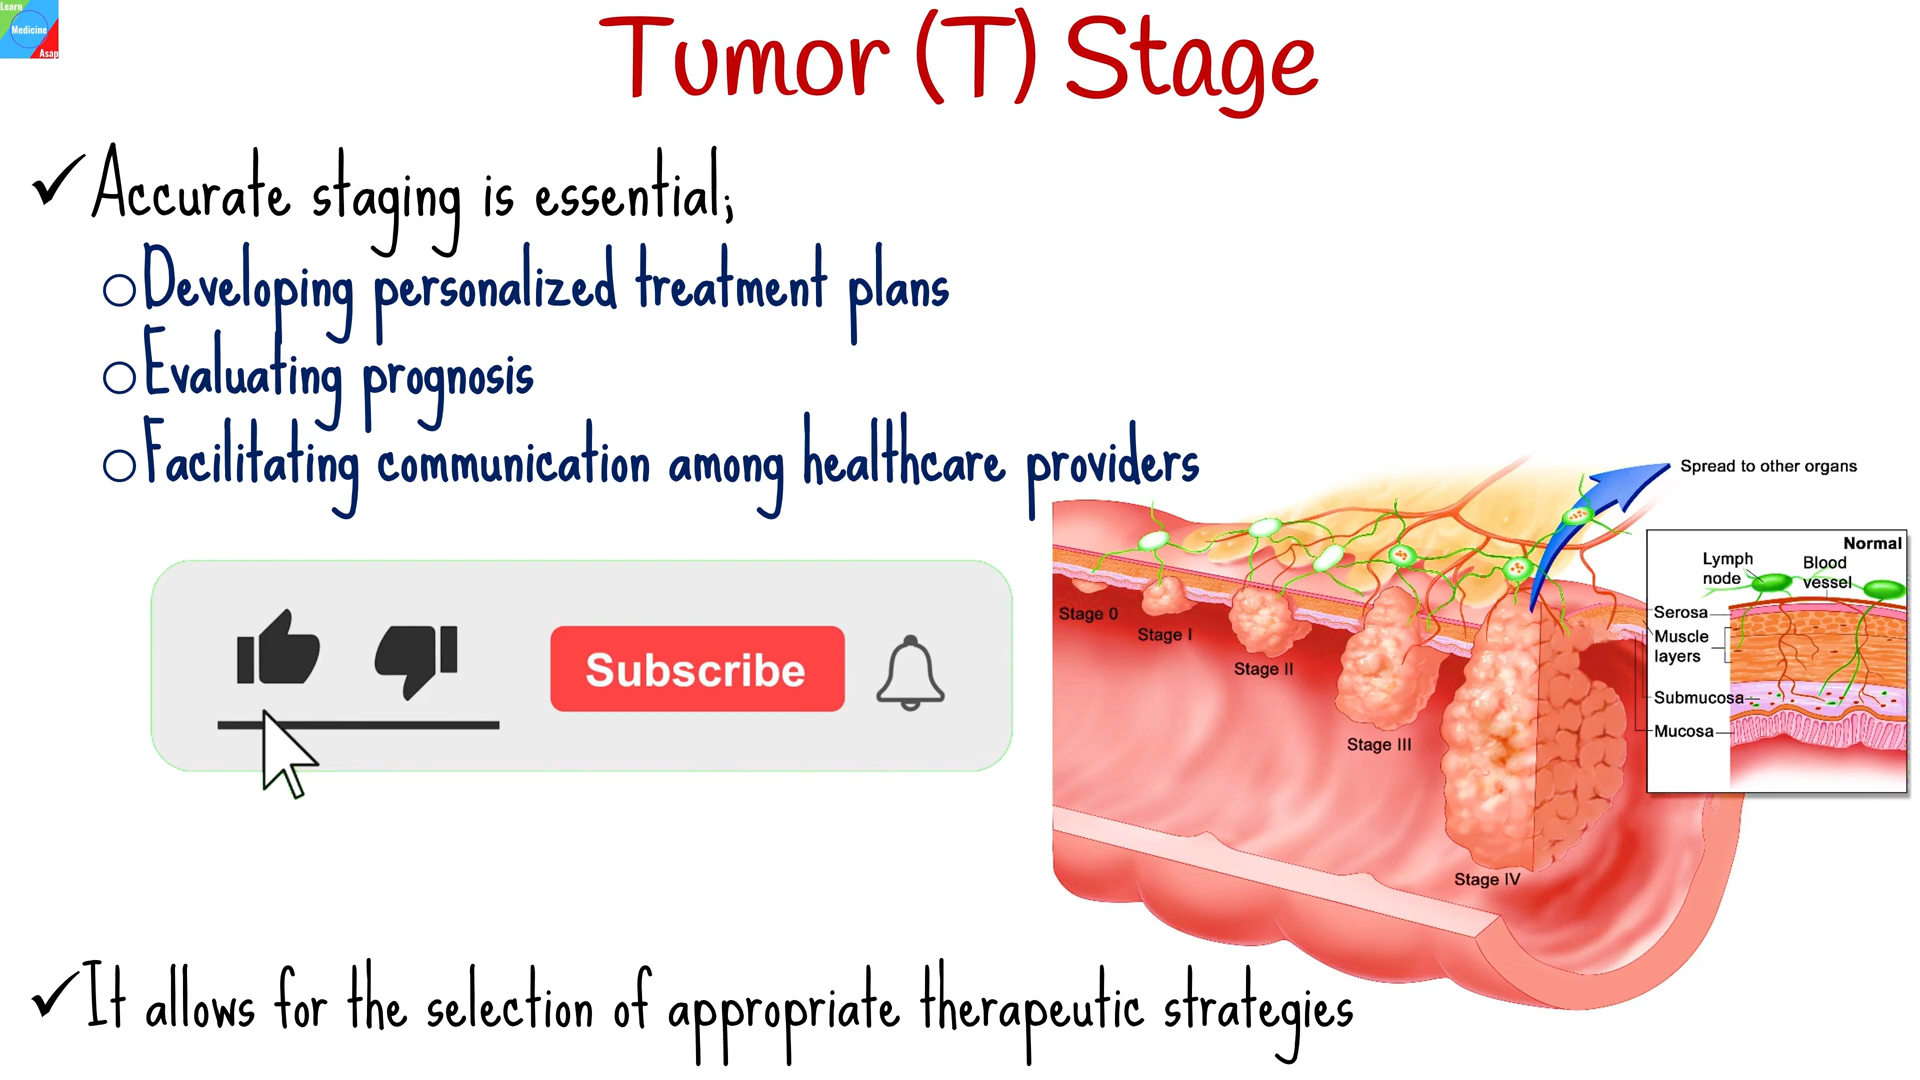 Learn
Medicine
Asap
Tumor (T) Stage
✓Accurate staging is essential;
○Developing personalized treatment plans
○Evaluating prognosis
○Facilitating communication among healthcare providers
Subscribe
Spread to other organs
Stage 0
Stage I
Stage II
Stage III
Stage IV
Normal
Lymph
node
Blood
vessel
Serosa
Muscle
layers
Submucosa
Mucosa
✓It allows for the selection of appropriate therapeutic strategies